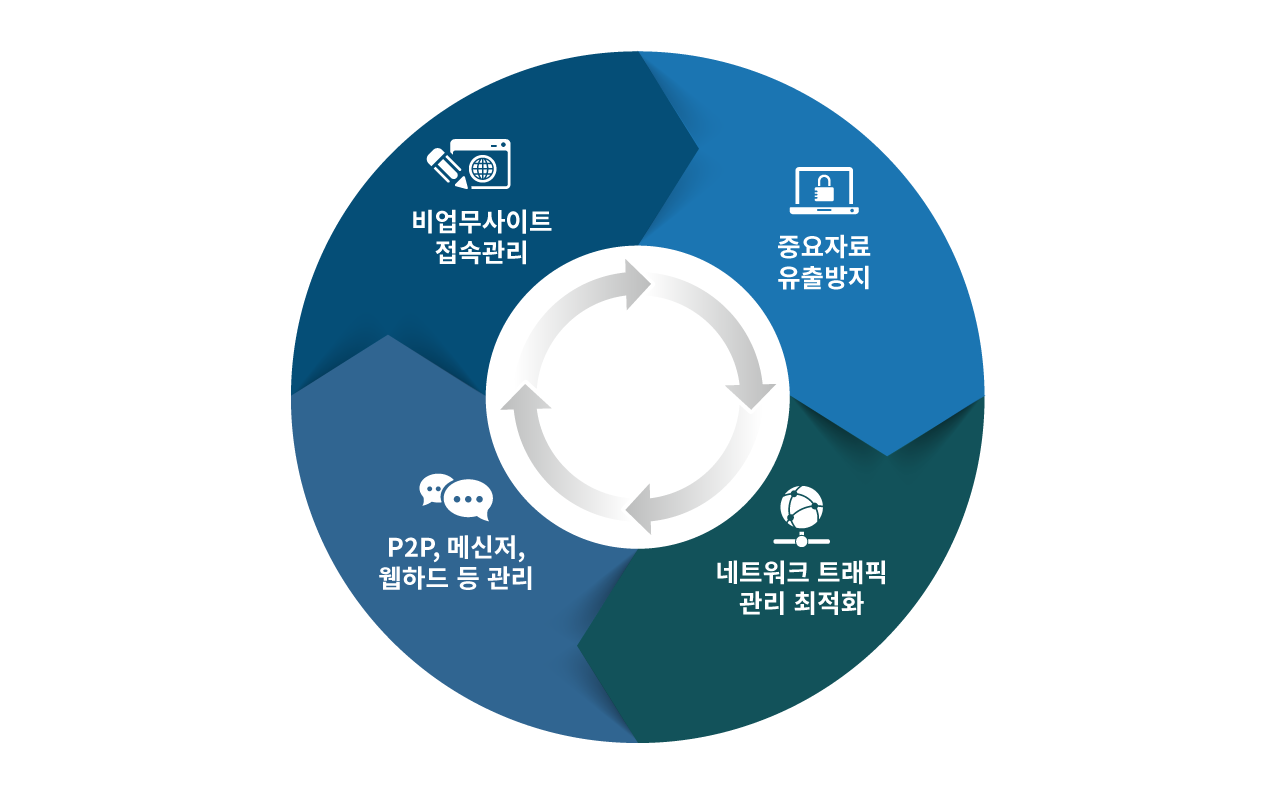 비업무사이트
접속관리
중요자료
유출방지
P2P, 메신저,
웹하드 등 관리
네트워크 트래픽
관리 최적화